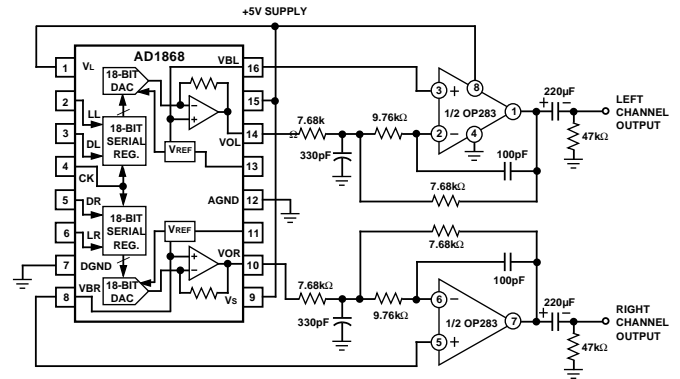 +5V SUPPLY
AD1868
1
VL
18-BIT
DAC
VBL
16
2
LL
15
3
DL
18-BIT
SERIAL
REG.
VOL
14
4
CK
VREF
13
5
DR
18-BIT
SERIAL
REG.
AGND
12
6
LR
VREF
11
7
DGND
VOR
10
8
VBR
18-BIT
DAC
VS
9
7.68k
Ω
330pF
9.76kΩ
3
+
8
1/2 OP283
1
2
−
4
100pF
7.68kΩ
220µF
+ −
47kΩ
LEFT
CHANNEL
OUTPUT
7.68kΩ
7.68kΩ
330pF
9.76kΩ
100pF
6
−
1/2 OP283
7
5
+
220µF
+ −
47kΩ
RIGHT
CHANNEL
OUTPUT